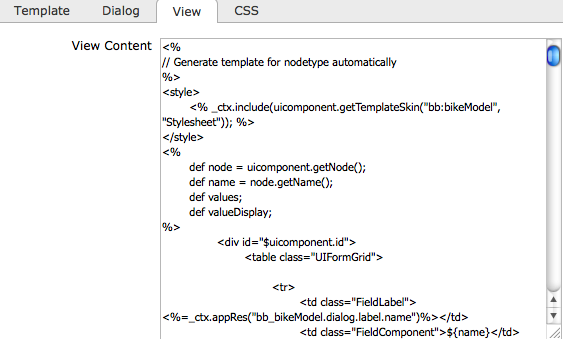 Template Dialog View CSS
View Content
<%
// Generate template for nodetype automatically
%>
<style>
<% _ctx.include(uicomponent.getTemplateSkin("bb:bikeModel",
"Stylesheet")); %>
</style>
<%
def node = uicomponent.getNode();
def name = node.getName();
def values;
def valueDisplay;
%>
<div id="$uicomponent.id">
<table class="UIFormGrid">
<tr>
<td class="FieldLabel">
<%=_ctx.appRes("bb_bikeModel.dialog.label.name")%></td>
<td class="FieldComponent">${name}</td>